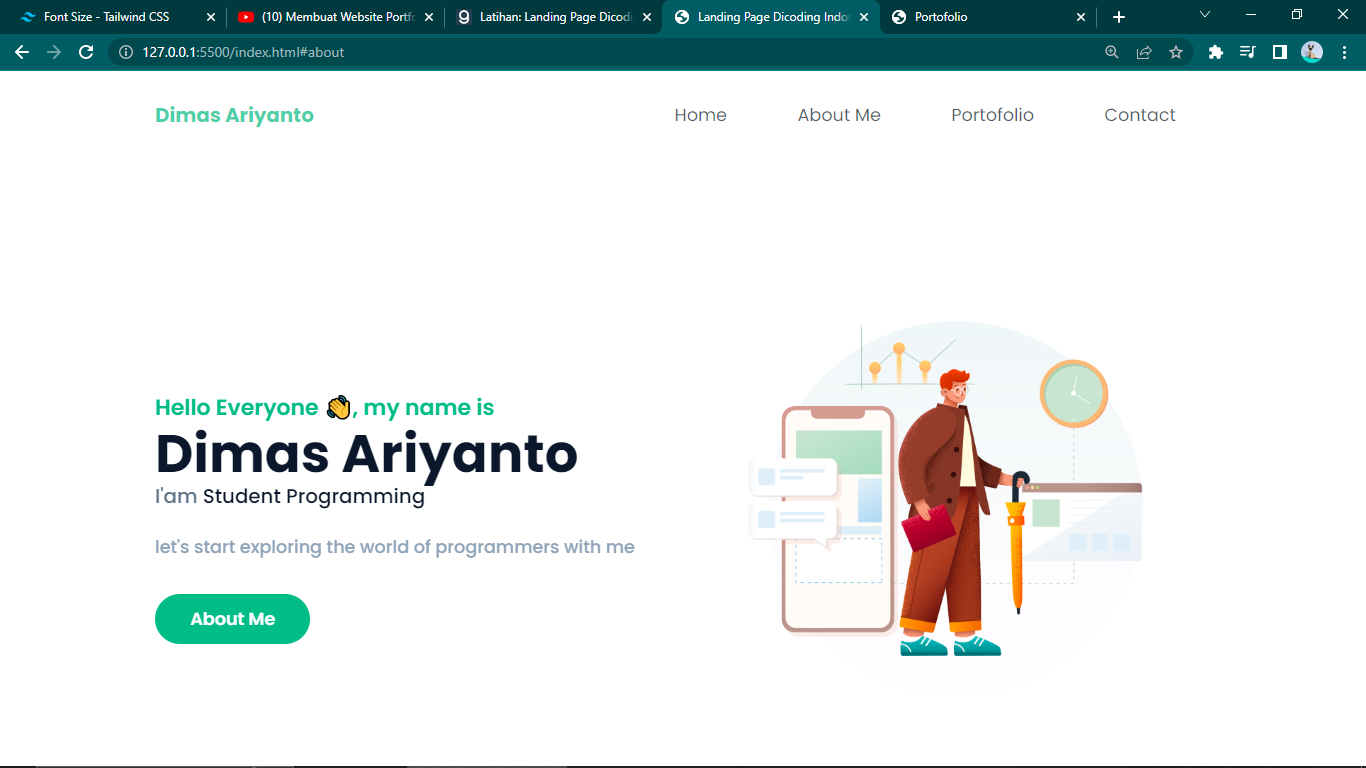 Font Size - Tailwind CSS
(10) Membuat Website Portfo
Latihan: Landing Page Dicodi
Landing Page Dicoding Indon
Portofolio
127.0.0.1:5500/index.html#about
Dimas Ariyanto
Home
About Me
Portofolio
Contact
Hello Everyone 👏, my name is
Dimas Ariyanto
I'am Student Programming
let's start exploring the world of programmers with me
About Me